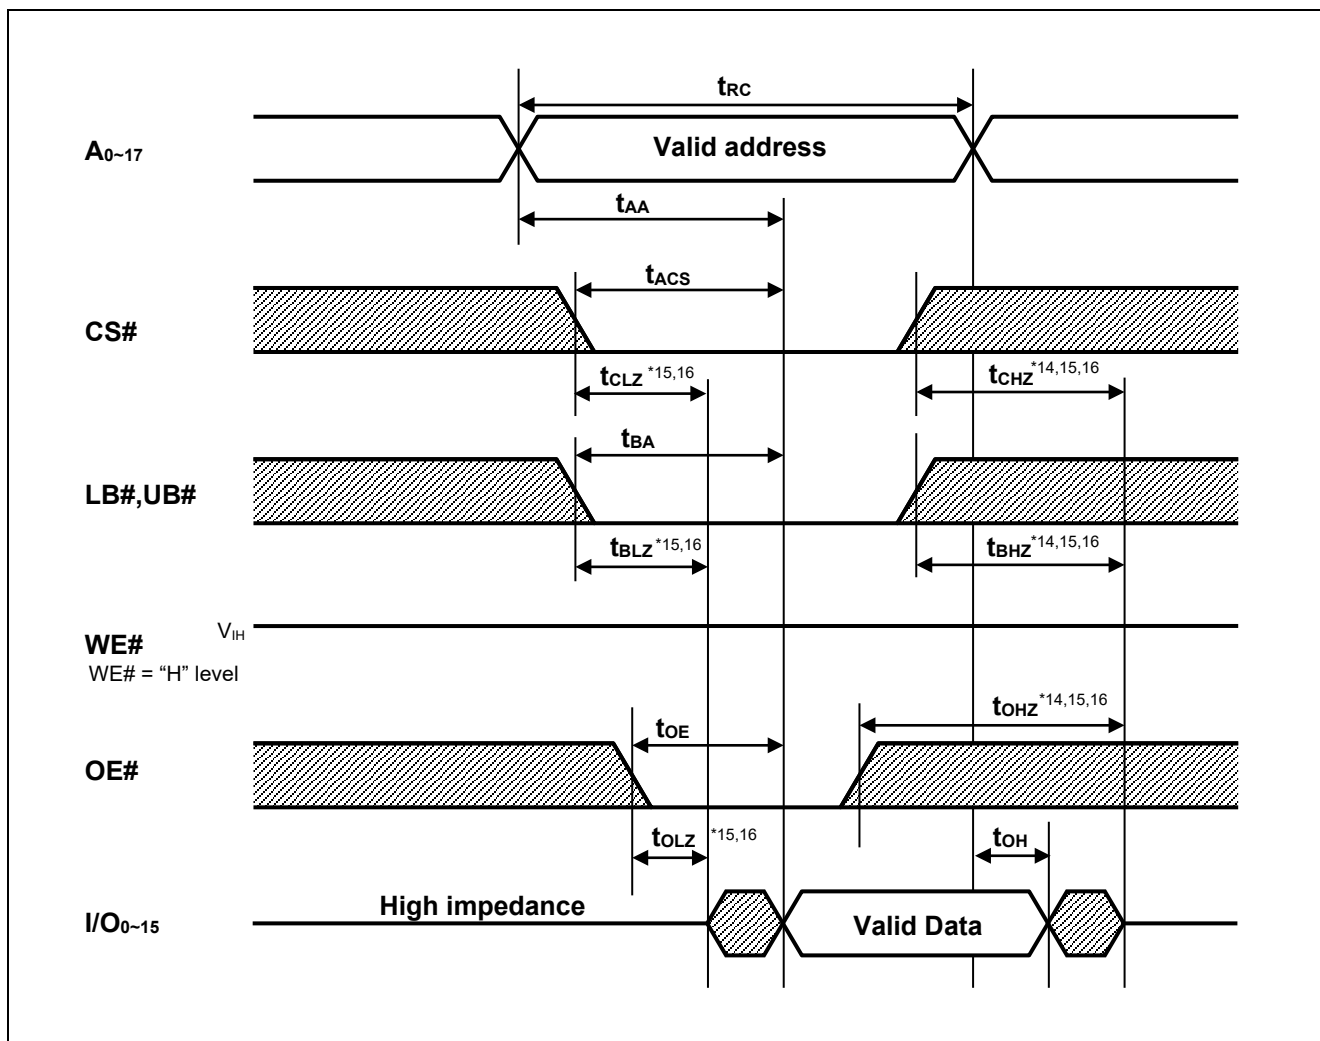 tRC
A0~17
Valid address
tAA
tACS
CS#
tCLZ *15,16
tCHZ *14,15,16
tBA
LB#,UB#
tBLZ *15,16
tBHZ *14,15,16
VIH
WE#
WE# = “H” level
tOHZ *14,15,16
tOE
OE#
tOLZ *15,16
tOH
High impedance
I/O0~15
Valid Data